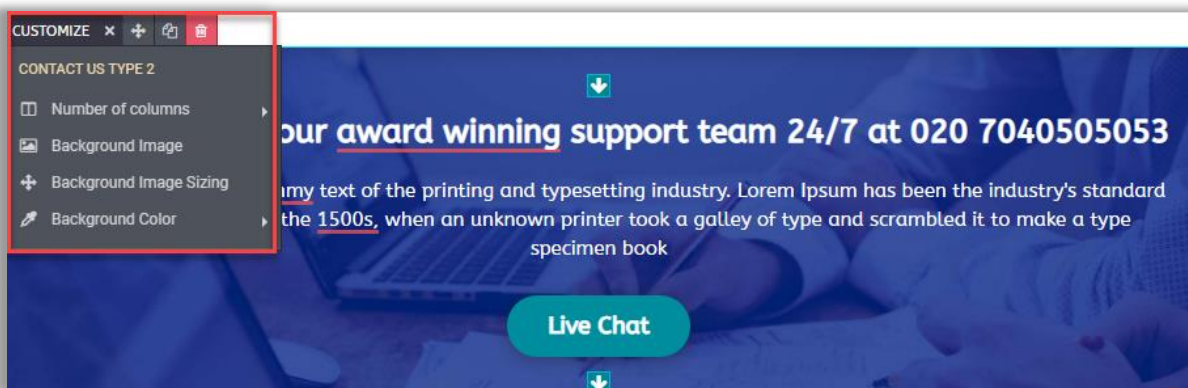 CUSTOMIZE
CONTACT US TYPE 2
Number of columns
Background Image
Background Image Sizing
Background Color
our award winning support team 24/7 at 020 7040505053
text of the printing and typesetting industry. Lorem Ipsum has been the industry's standard
the 1500s, when an unknown printer took a galley of type and scrambled it to make a type
specimen book
Live Chat